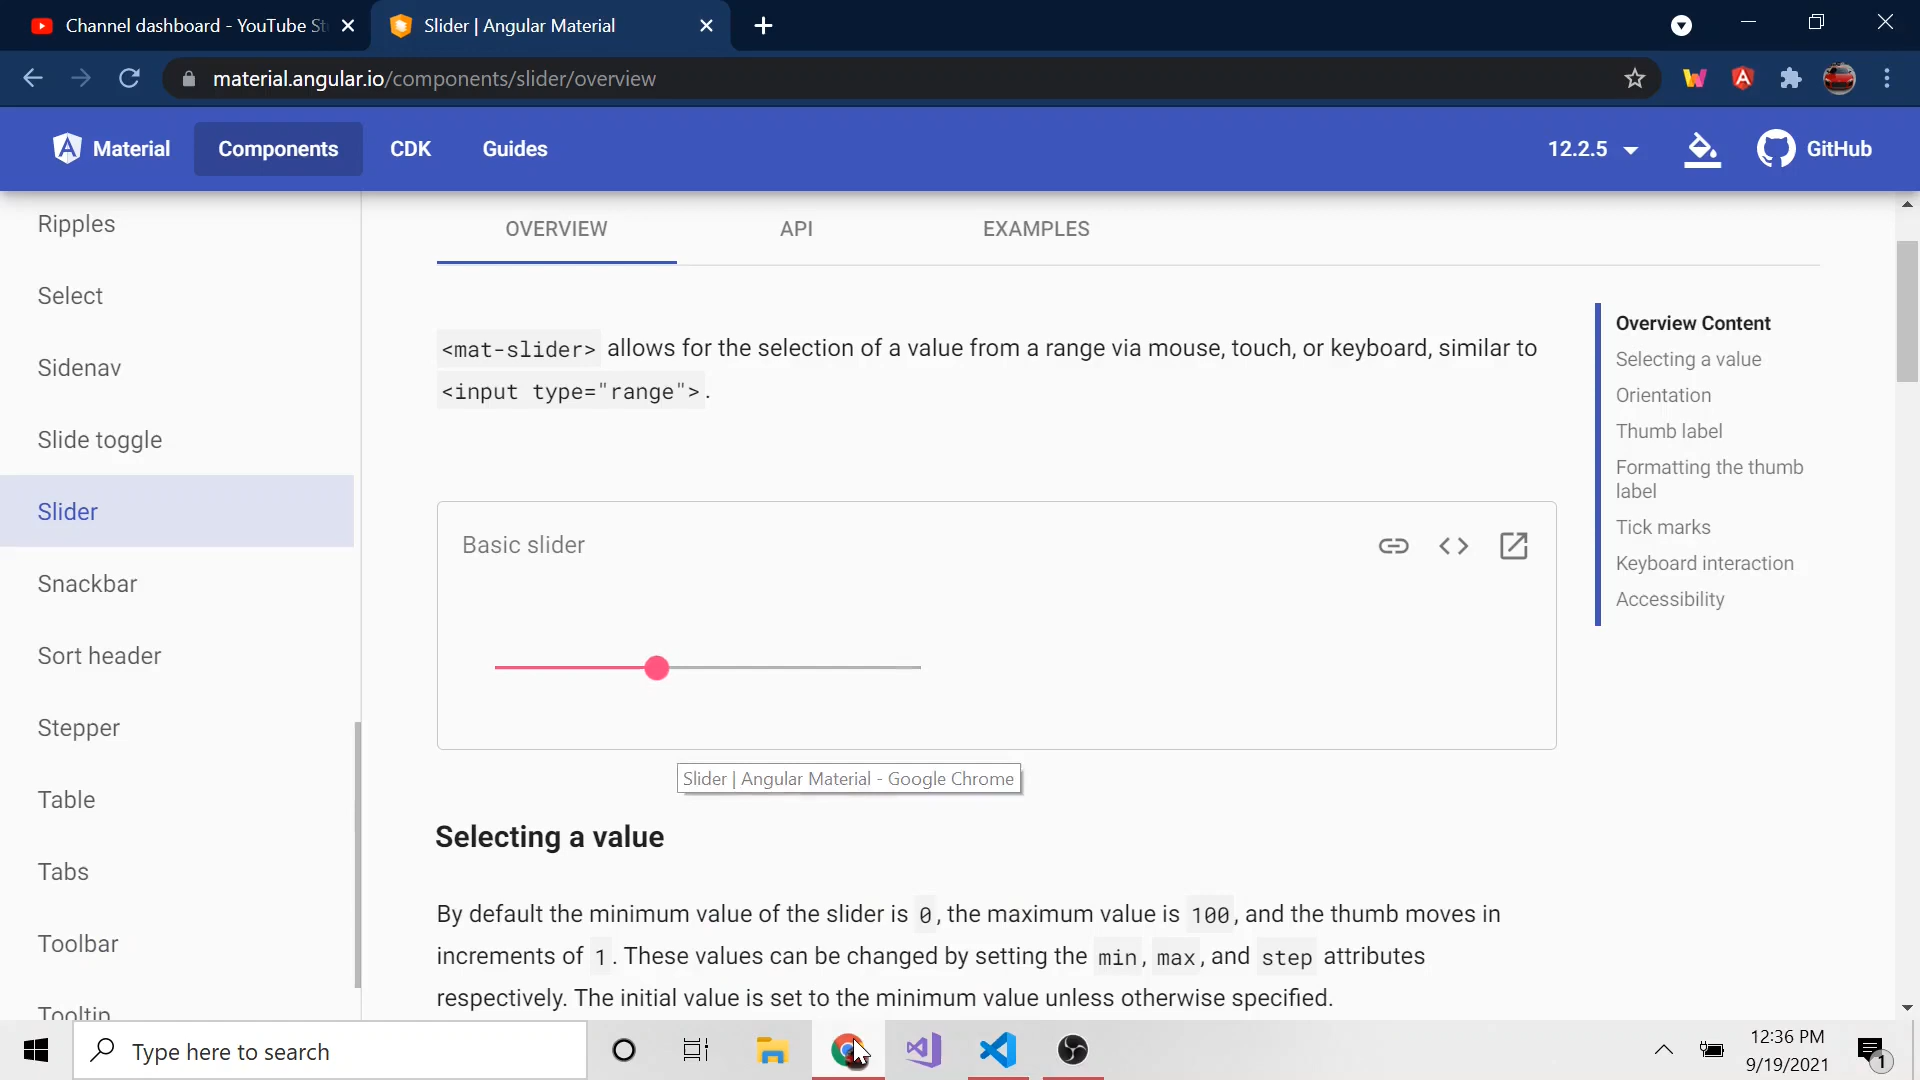 Channel dashboard - YouTube St
Slider | Angular Material
material.angular.io/components/slider/overview
Material
Components
CDK
Guides
12.2.5
GitHub
Ripples
Select
Sidenav
Slide toggle
Slider
Snackbar
Sort header
Stepper
Table
Tabs
Toolbar
Tooltip
OVERVIEW
API
EXAMPLES
<mat-slider> allows for the selection of a value from a range via mouse, touch, or keyboard, similar to
<input type="range">.
Basic slider
Slider | Angular Material - Google Chrome
Selecting a value
By default the minimum value of the slider is 0, the maximum value is 100, and the thumb moves in
increments of 1. These values can be changed by setting the min, max, and step attributes
respectively. The initial value is set to the minimum value unless otherwise specified.
Overview Content
Selecting a value
Orientation
Thumb label
Formatting the thumb
label
Tick marks
Keyboard interaction
Accessibility
Type here to search
12:36 PM
9/19/2021
1